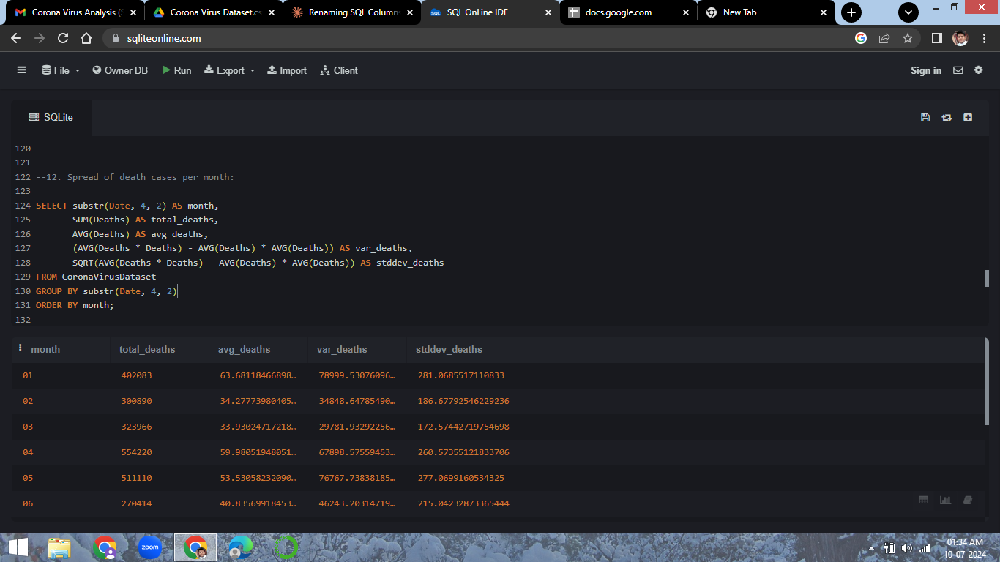 Corona Virus Analysis (S
Corona Virus Dataset.cs
Renaming SQL Columns
SQL OnLine IDE
docs.google.com
New Tab
sqliteonline.com
File
Owner DB
Run
Export
Import
Client
Sign in
SQLite
120
121
122 --12. Spread of death cases per month:
123
124 SELECT substr(Date, 4, 2) AS month,
125 SUM(Deaths) AS total_deaths,
126 AVG(Deaths) AS avg_deaths,
127 (AVG(Deaths * Deaths) - AVG(Deaths) * AVG(Deaths)) AS var_deaths,
128 SQRT(AVG(Deaths * Deaths) - AVG(Deaths) * AVG(Deaths)) AS stddev_deaths
129 FROM CoronaVirusDataset
130 GROUP BY substr(Date, 4, 2)
131 ORDER BY month;
132
month total_deaths avg_deaths var_deaths stddev_deaths
01 402083 63.68118466898… 78999.53076096… 281.0685517110833
02 300890 34.27773980405… 34848.64785490… 186.67792546229236
03 323966 33.93024717218… 29781.93292256… 172.57442719754698
04 554220 59.98051948051… 67898.57559453… 260.57355121833706
05 511110 53.53058232090… 76767.73838185… 277.0699160534325
06 270414 40.83569918453… 46243.20314719… 215.04232873365444
zoom
01:34 AM
10-07-2024